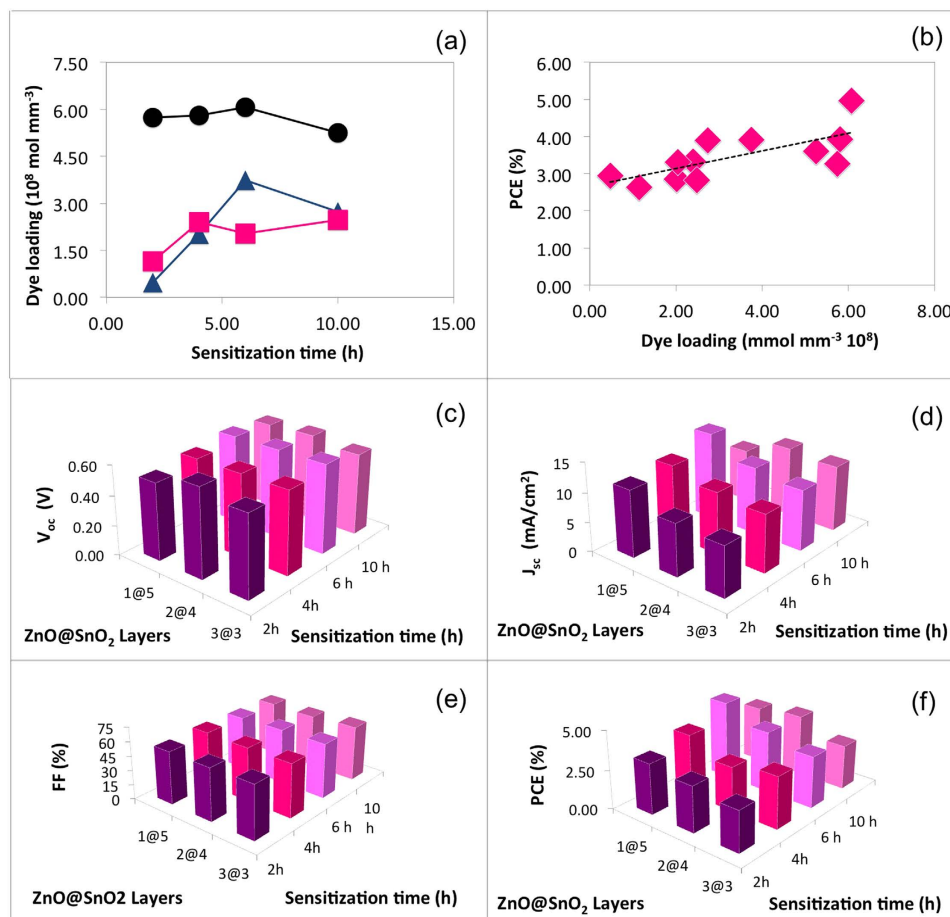 (a)
7.50
6.00
4.50
3.00
1.50
0.00
Dye loading (10⁸ mol mm⁻³)
0.00 5.00 10.00 15.00
Sensitization time (h)
(b)
6.00
5.00
4.00
3.00
2.00
1.00
0.00
PCE (%)
0.00 2.00 4.00 6.00 8.00
Dye loading (mmol mm⁻³ 10⁸)
(c)
0.60
0.40
0.20
0.00
V_oc (V)
1@5
2@4
3@3
2h
4h
6 h
10 h
ZnO@SnO₂ Layers
Sensitization time (h)
(d)
15
10
5
0
J_sc (mA/cm²)
1@5
2@4
3@3
2h
4h
6 h
10 h
ZnO@SnO₂ Layers
Sensitization time (h)
(e)
75
60
45
30
15
0
FF (%)
1@5
2@4
3@3
2h
4h
6 h
10
h
ZnO@SnO2 Layers
Sensitization time (h)
(f)
5.00
2.50
0.00
PCE (%)
1@5
2@4
3@3
2h
4h
6 h
10 h
ZnO@SnO₂ Layers
Sensitization time (h)